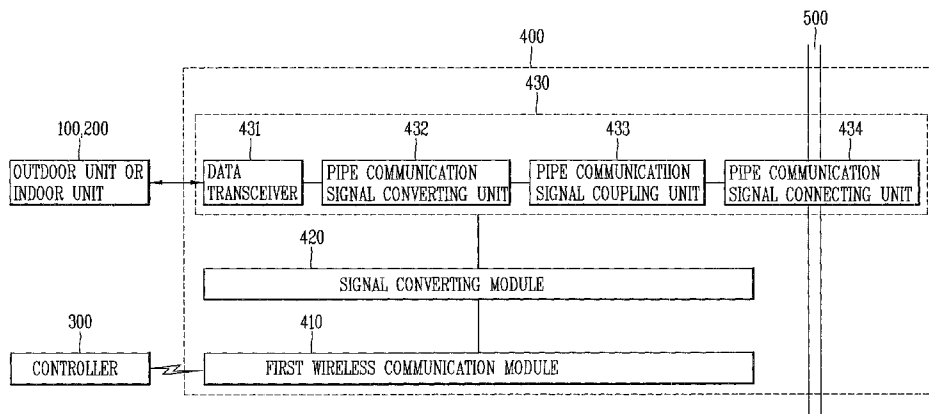 500
400
430
100,200
431
432
433
434
OUTDOOR UNIT OR
INDOOR UNIT
DATA
TRANSCEIVER
PIPE COMMUNICATION
SIGNAL CONVERTING UNIT
PIPE COMMUNICATIION
SIGNAL COUPLING UNIT
PIPE COMMUNICATION
SIGNAL CONNECTING UNIT
420
SIGNAL CONVERTING MODULE
300
410
CONTROLLER
FIRST WIRELESS COMMUNICATION MODULE